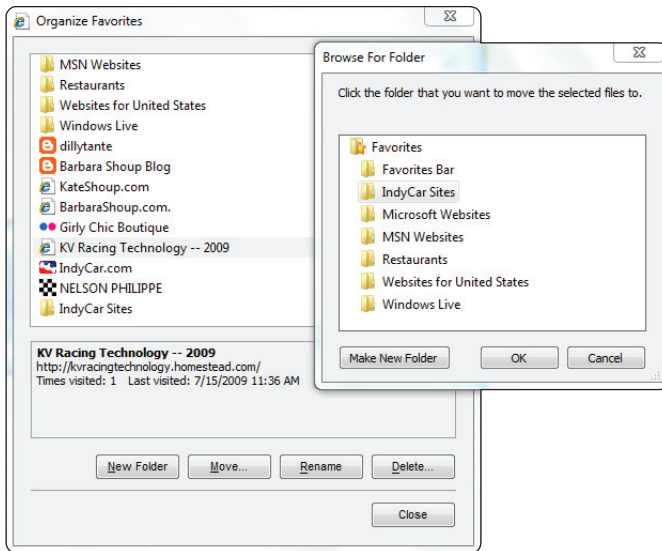 Organize Favorites
MSN Websites
Restaurants
Websites for United States
Windows Live
dillytante
Barbara Shoup Blog
KateShoup.com
BarbaraShoup.com.
Girly Chic Boutique
KV Racing Technology -- 2009
IndyCar.com
NELSON PHILIPPE
IndyCar Sites
KV Racing Technology -- 2009
http://kvracingtechnology.homestead.com/
Times visited: 1 Last visited: 7/15/2009 11:36 AM
New Folder Move... Rename Delete...
Close
Browse For Folder
Click the folder that you want to move the selected files to.
Favorites
Favorites Bar
IndyCar Sites
Microsoft Websites
MSN Websites
Restaurants
Websites for United States
Windows Live
Make New Folder OK Cancel